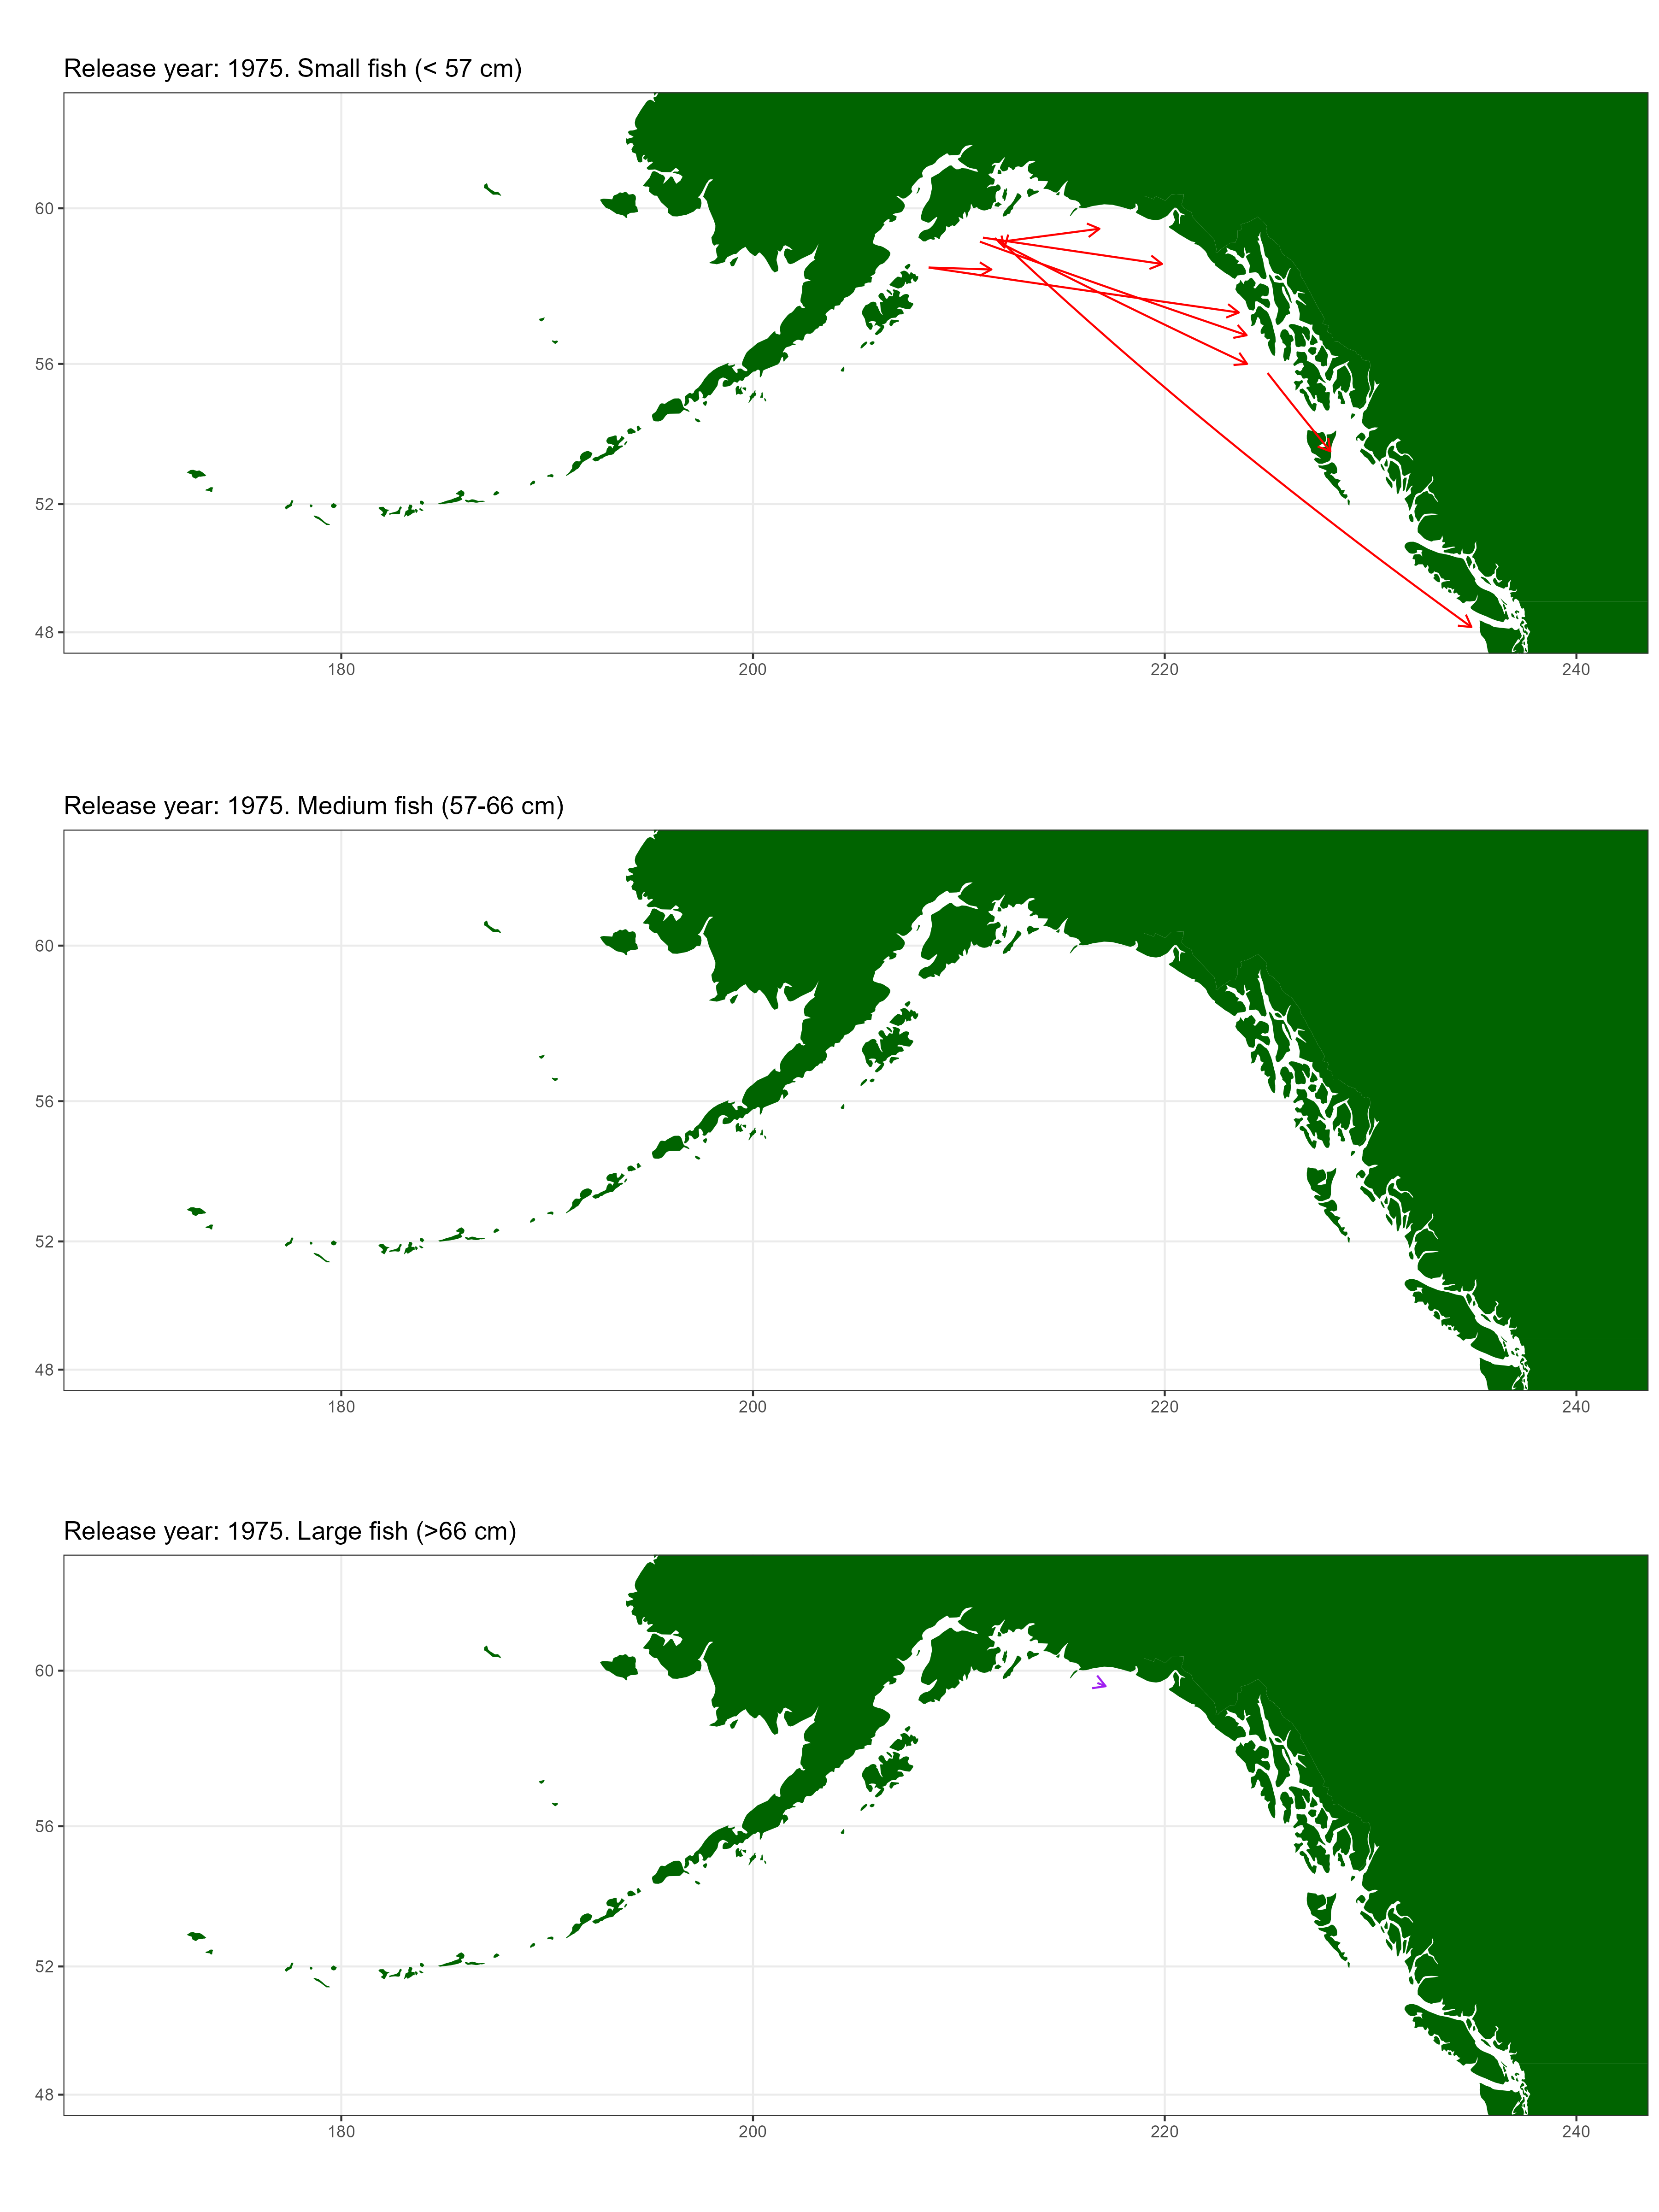 Release year: 1975. Small fish (< 57 cm)
60
56
52
48
180 200 220 240
Release year: 1975. Medium fish (57-66 cm)
60
56
52
48
180 200 220 240
Release year: 1975. Large fish (>66 cm)
60
56
52
48
180 200 220 240